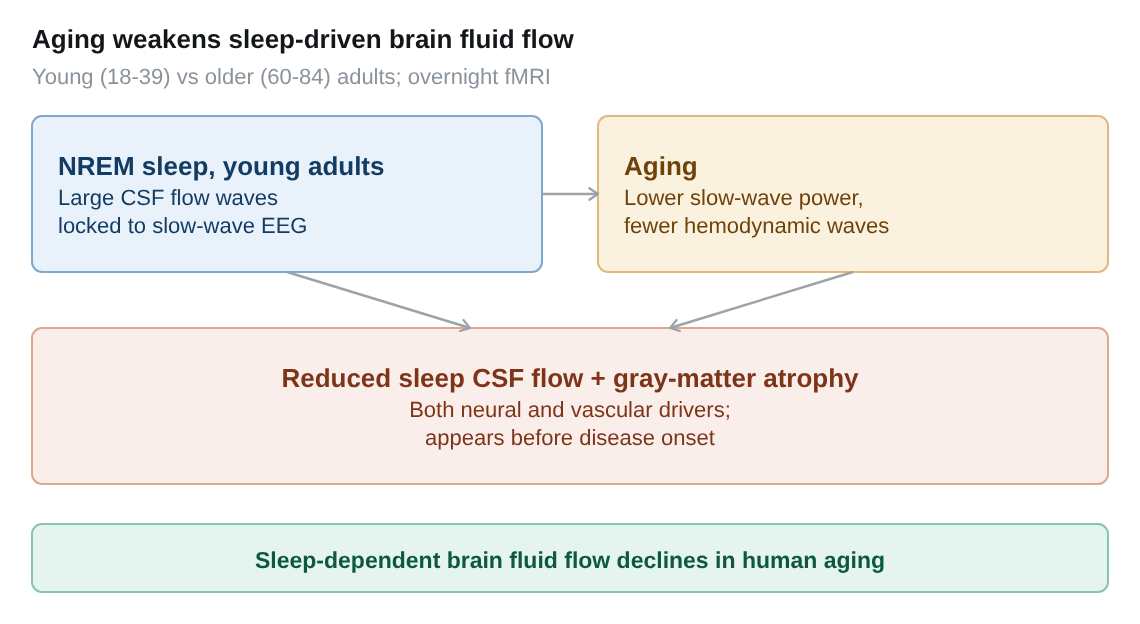 Aging weakens sleep-driven brain fluid flow
Young (18-39) vs older (60-84) adults; overnight fMRI
NREM sleep, young adults
Large CSF flow waves
locked to slow-wave EEG
Aging
Lower slow-wave power,
fewer hemodynamic waves
Reduced sleep CSF flow + gray-matter atrophy
Both neural and vascular drivers;
appears before disease onset
Sleep-dependent brain fluid flow declines in human aging